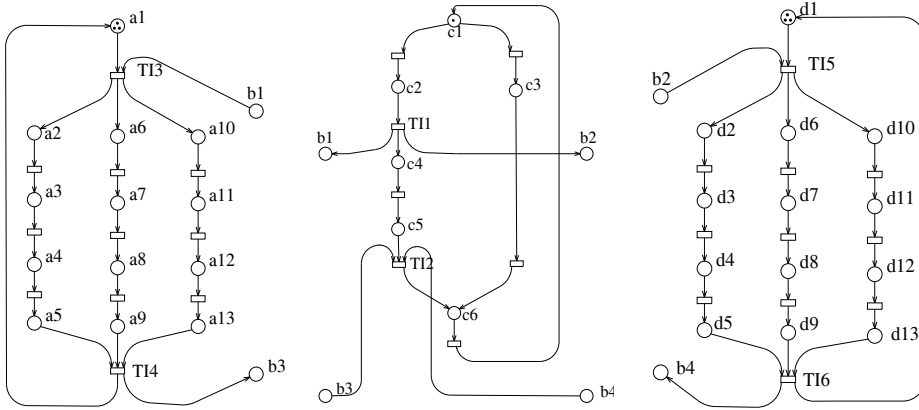 a1
TI3
b1
a2
a6
a10
a3
a7
a11
a4
a8
a12
a5
a9
a13
TI4
b3
c1
c2
c3
TI1
b1
b2
c4
c5
TI2
c6
b3
b4
d1
TI5
b2
d2
d6
d10
d3
d7
d11
d4
d8
d12
d5
d9
d13
b4
TI6